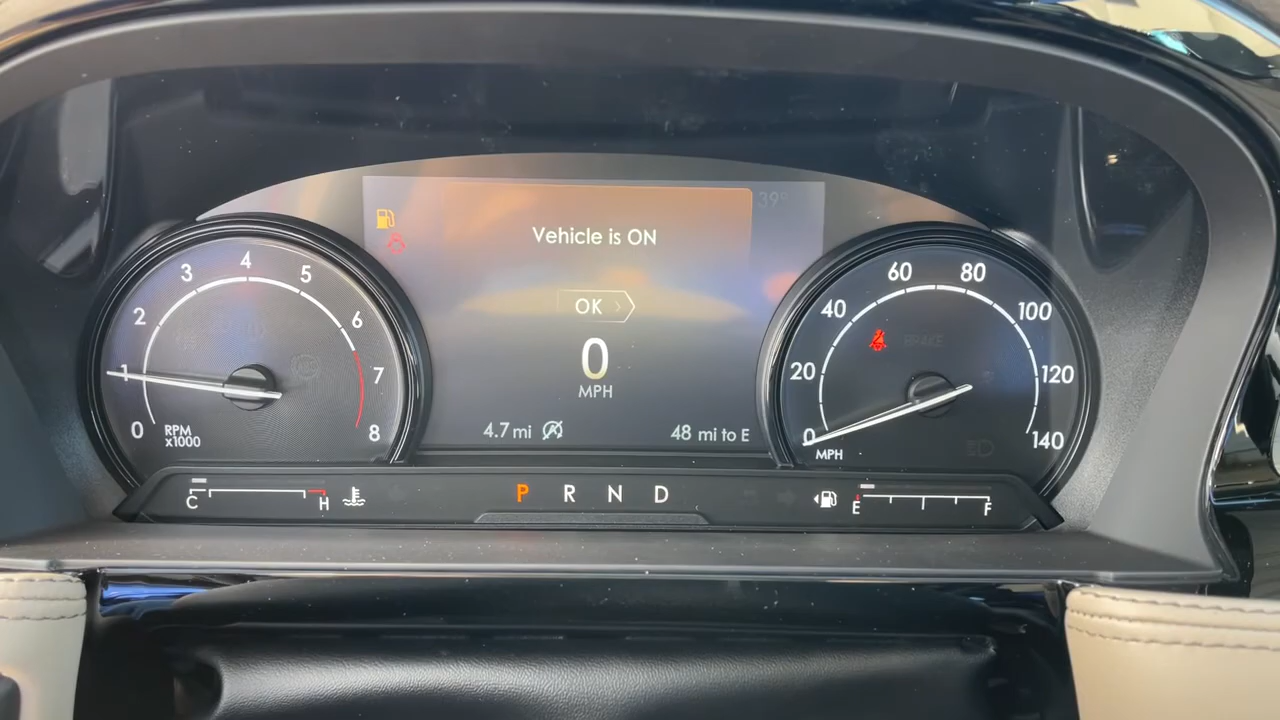 39°
Vehicle is ON
OK
0
MPH
4.7 mi
48 mi to E
0
1
2
3
4
5
6
7
8
RPM
x1000
0
20
40
60
80
100
120
140
MPH
BRAKE
C
H
P R N D
E
F